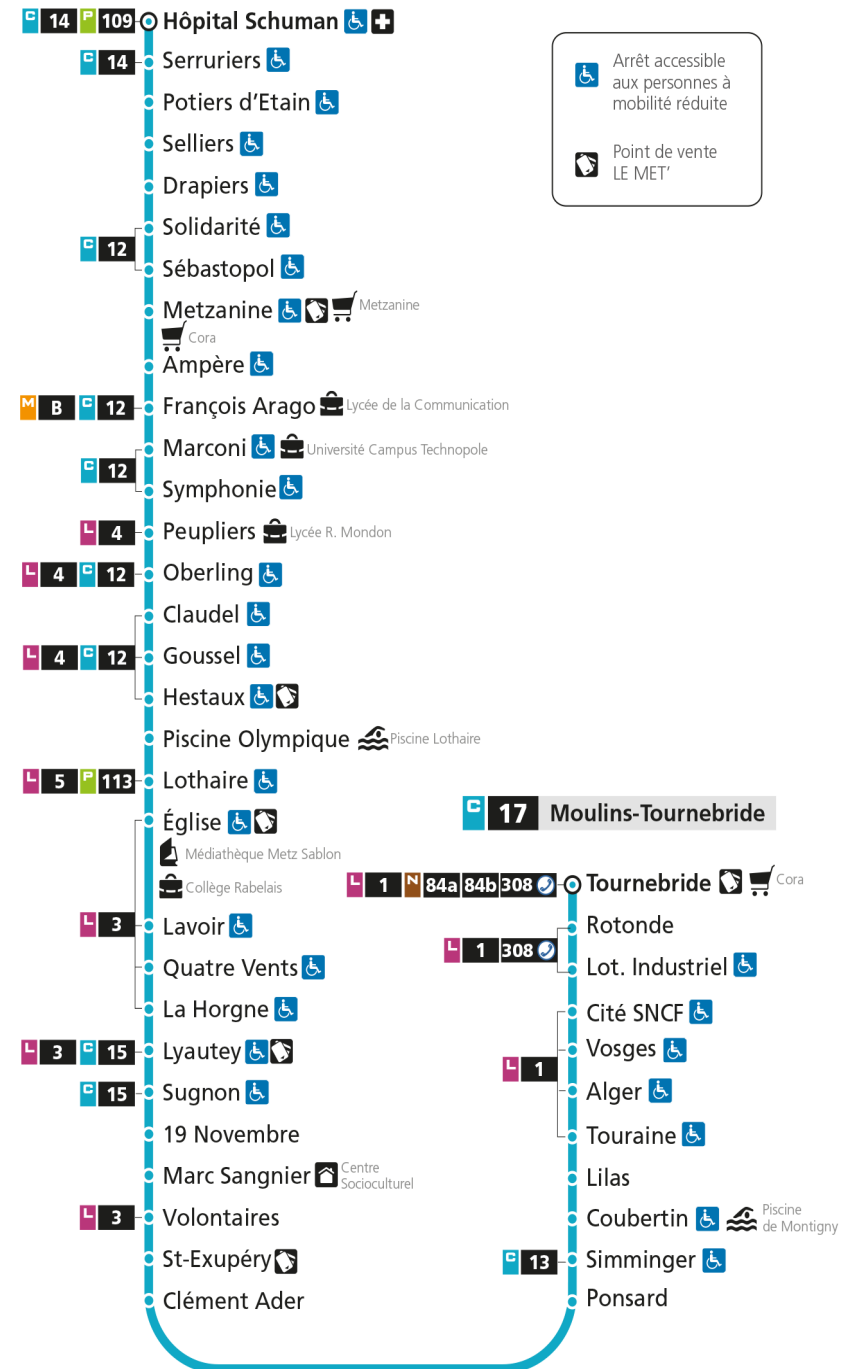 C 14 P 109 Hôpital Schuman
C 14 Serruriers
Potiers d'Etain
Selliers
Drapiers
Solidarité
C 12
Sébastopol
Metzanine Metzanine
Cora
Ampère
M B C 12 François Arago Lycée de la Communication
Marconi Université Campus Technopole
C 12
Symphonie
L 4 Peupliers Lycée R. Mondon
L 4 C 12 Oberling
Claudel
L 4 C 12 Goussel
Hestaux
Piscine Olympique Piscine Lothaire
L 5 P 113 Lothaire
Église
Médiathèque Metz Sablon
Collège Rabelais
L 3 Lavoir
Quatre Vents
La Horgne
L 3 C 15 Lyautey
C 15 Sugnon
19 Novembre
Marc Sangnier Centre
Socioculturel
L 3 Volontaires
St-Exupéry
Clément Ader
Arrêt accessible
aux personnes à
mobilité réduite
Point de vente
LE MET'
C 17 Moulins-Tournebride
L 1 N 84a 84b 308 Tournebride Cora
Rotonde
L 1 308
Lot. Industriel
Cité SNCF
Vosges
L 1
Alger
Touraine
Lilas
Coubertin Piscine
de Montigny
C 13 Simminger
Ponsard